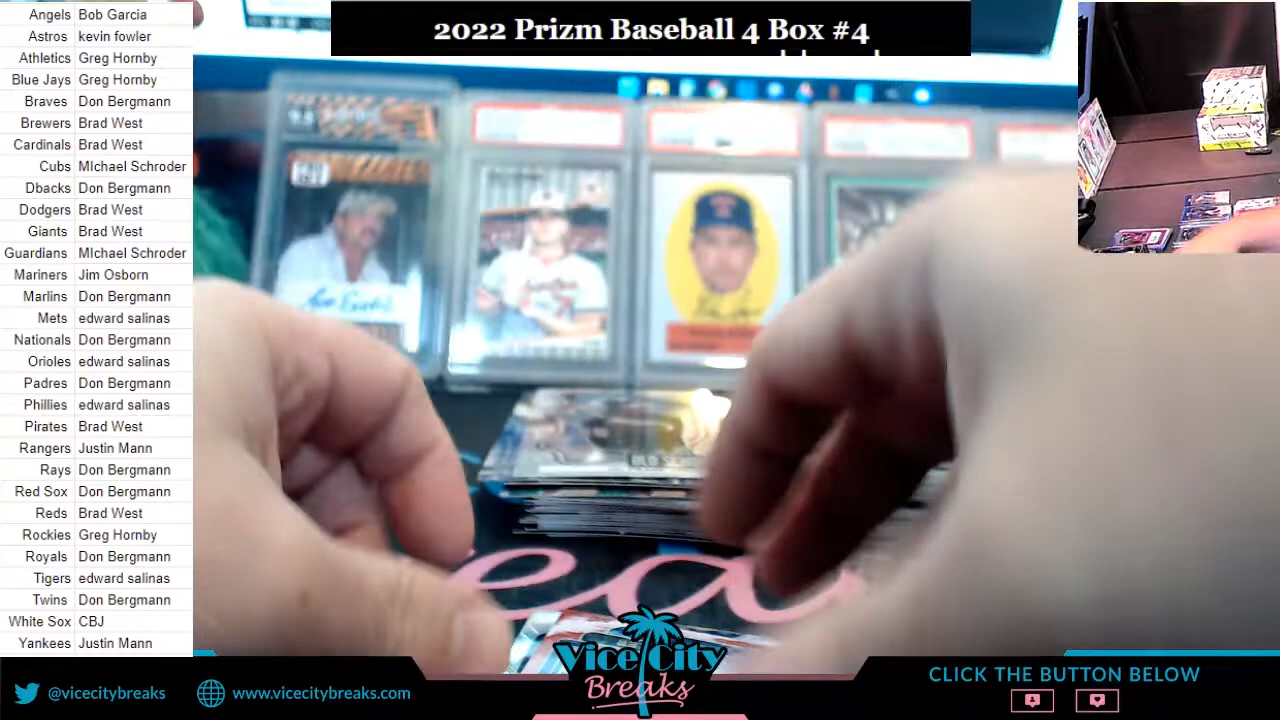 2022 Prizm Baseball 4 Box #4
Angels Bob Garcia
Astros kevin fowler
Athletics Greg Hornby
Blue Jays Greg Hornby
Braves Don Bergmann
Brewers Brad West
Cardinals Brad West
Cubs MIchael Schroder
Dbacks Don Bergmann
Dodgers Brad West
Giants Brad West
Guardians MIchael Schroder
Mariners Jim Osborn
Marlins Don Bergmann
Mets edward salinas
Nationals Don Bergmann
Orioles edward salinas
Padres Don Bergmann
Phillies edward salinas
Pirates Brad West
Rangers Justin Mann
Rays Don Bergmann
Red Sox Don Bergmann
Reds Brad West
Rockies Greg Hornby
Royals Don Bergmann
Tigers edward salinas
Twins Don Bergmann
White Sox CBJ
Yankees Justin Mann
@vicecitybreaks
www.vicecitybreaks.com
Vice City
Breaks
CLICK THE BUTTON BELOW